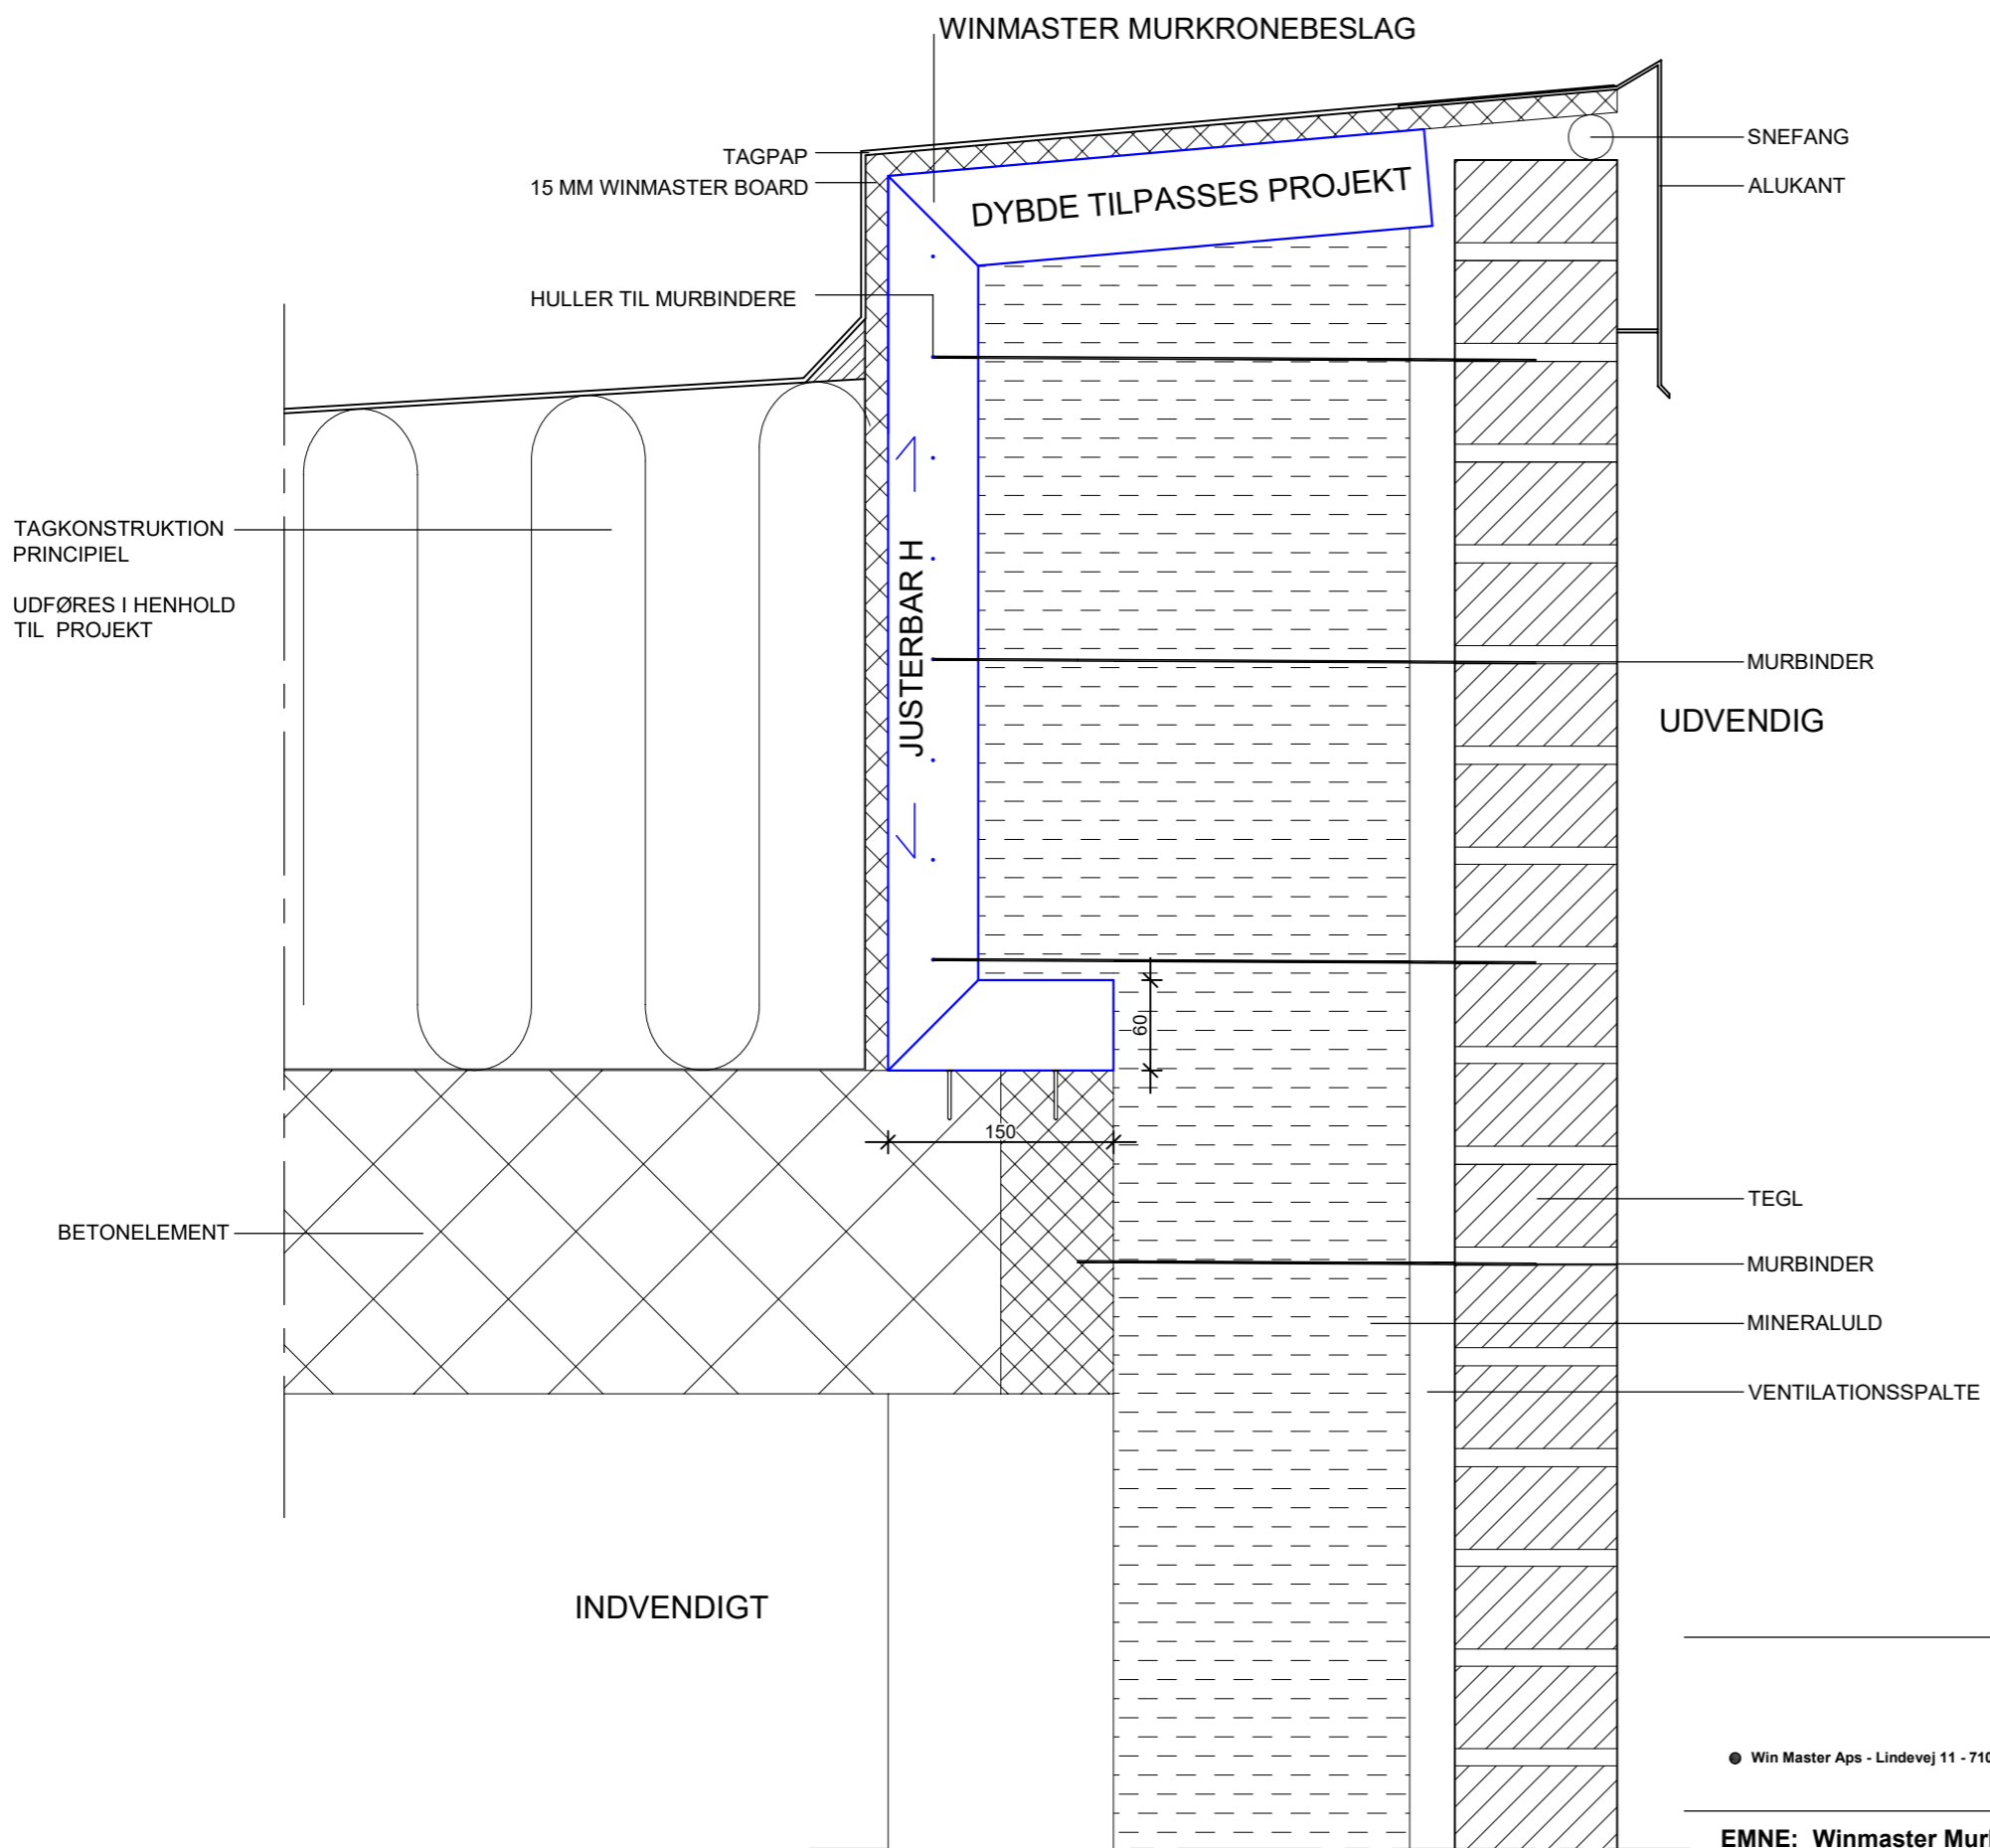 WINMASTER MURKRONEBESLAG
TAGPAP
15 MM WINMASTER BOARD
DYBDE TILPASSES PROJEKT
SNEFANG
ALUKANT
HULLER TIL MURBINDERE
TAGKONSTRUKTION
PRINCIPIEL
UDFØRES I HENHOLD
TIL PROJEKT
JUSTERBAR H
MURBINDER
UDVENDIG
60
150
TEGL
BETONELEMENT
MURBINDER
MINERALULD
VENTILATIONSSPALTE
INDVENDIGT
Win Master Aps - Lindevej 11 - 710
EMNE: Winmaster Mur